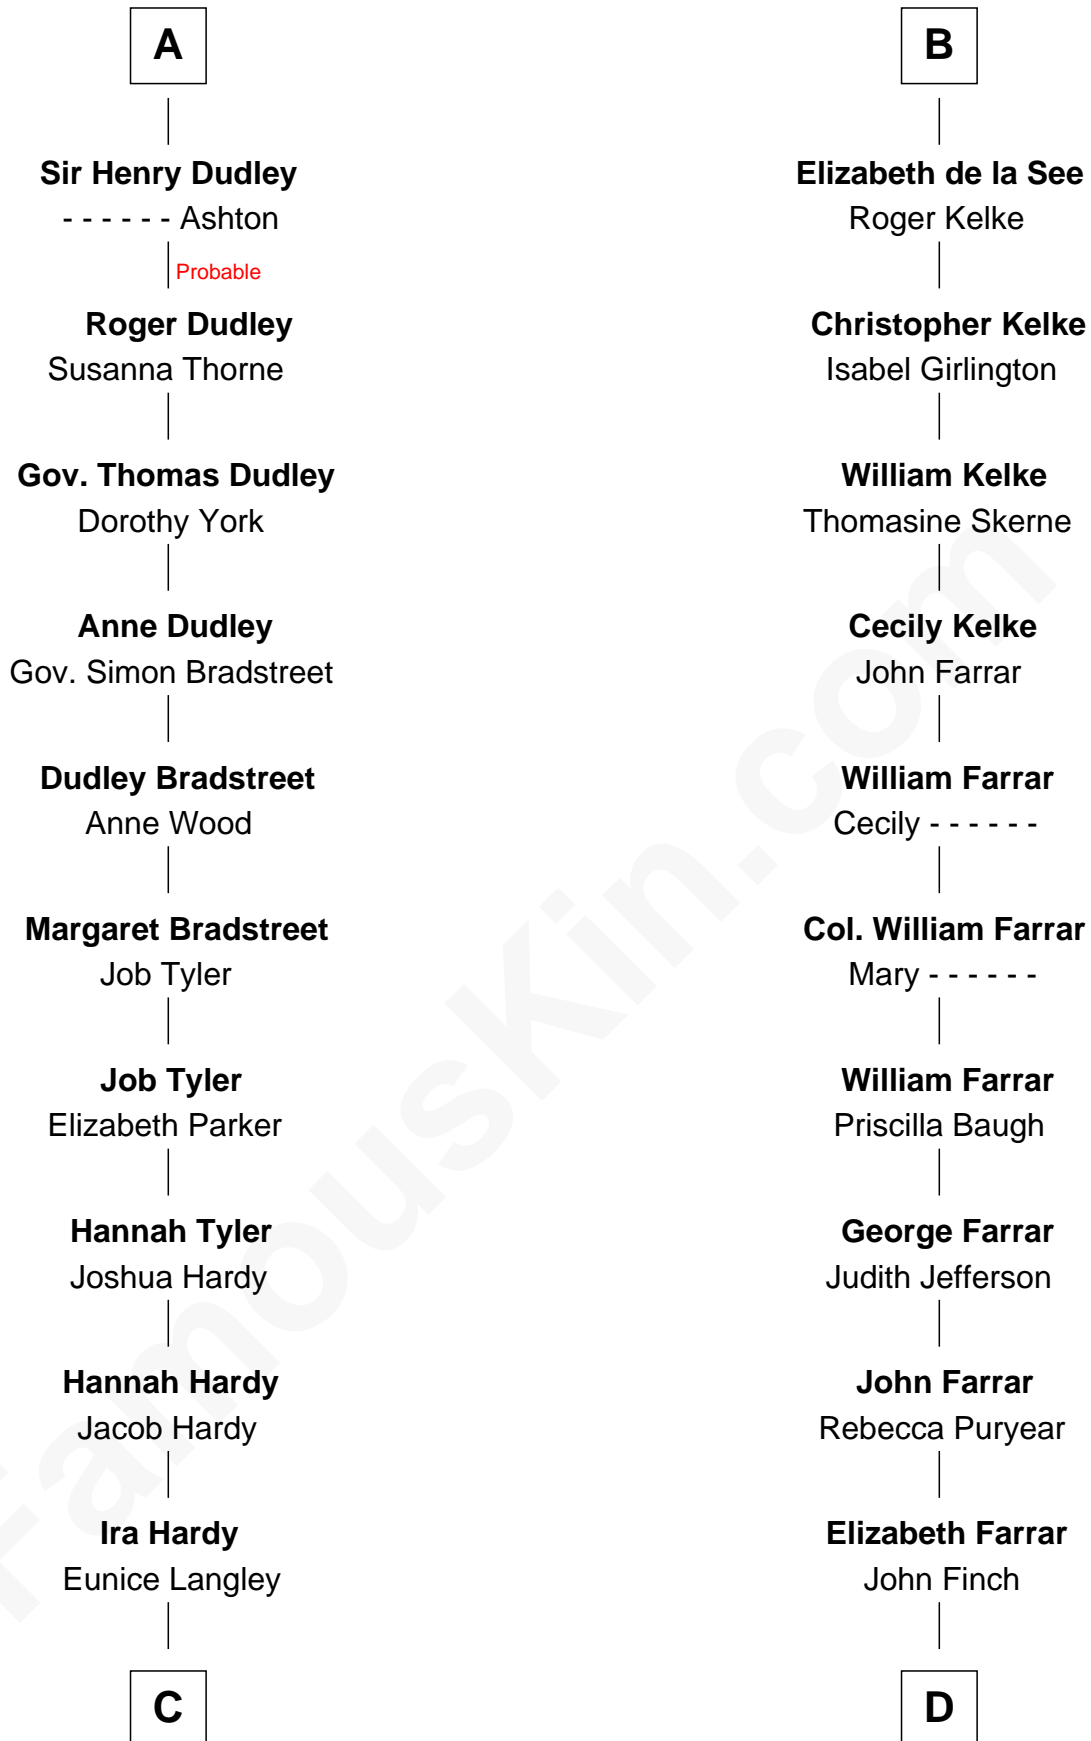 A
Sir Henry Dudley
- - - - - - Ashton
Probable
Roger Dudley
Susanna Thorne
Gov. Thomas Dudley
Dorothy York
Anne Dudley
Gov. Simon Bradstreet
Dudley Bradstreet
Anne Wood
Margaret Bradstreet
Job Tyler
Job Tyler
Elizabeth Parker
Hannah Tyler
Joshua Hardy
Hannah Hardy
Jacob Hardy
Ira Hardy
Eunice Langley
C
B
Elizabeth de la See
Roger Kelke
Christopher Kelke
Isabel Girlington
William Kelke
Thomasine Skerne
Cecily Kelke
John Farrar
William Farrar
Cecily - - - - - -
Col. William Farrar
Mary - - - - - -
William Farrar
Priscilla Baugh
George Farrar
Judith Jefferson
John Farrar
Rebecca Puryear
Elizabeth Farrar
John Finch
D
FamousKin.com